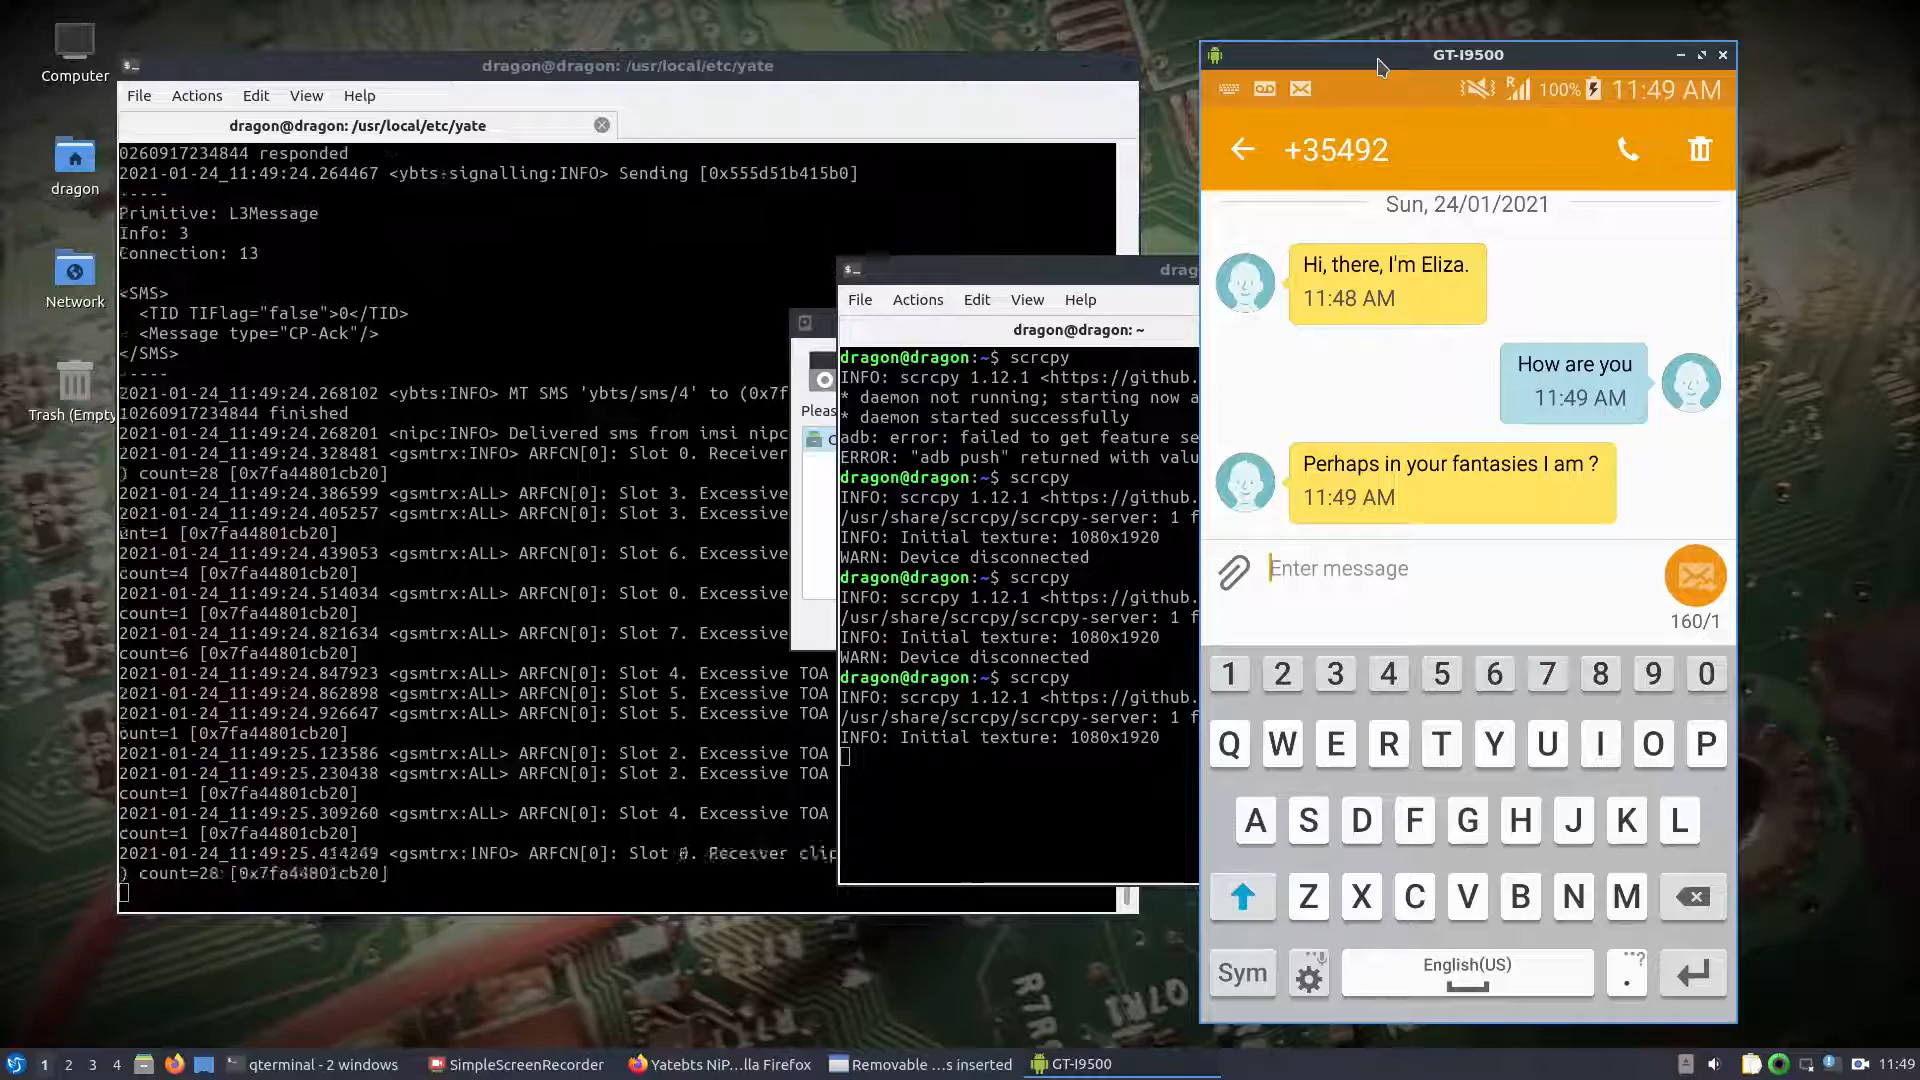 Computer
dragon
Network
Trash (Empty
dragon@dragon: /usr/local/etc/yate
File Actions Edit View Help
dragon@dragon: /usr/local/etc/yate
0260917234844 responded
2021-01-24_11:49:24.264467 <ybts-signalling:INFO> Sending [0x555d51b415b0]
-----
Primitive: L3Message
Info: 3
Connection: 13
<SMS>
<TID TIFlag="false">0</TID>
<Message type="CP-Ack"/>
</SMS>
-----
2021-01-24_11:49:24.268102 <ybts:INFO> MT SMS 'ybts/sms/4' to (0x7f
10260917234844 finished
2021-01-24_11:49:24.268201 <nipc:INFO> Delivered sms from imsi nipc
2021-01-24_11:49:24.328481 <gsmtrx:INFO> ARFCN[0]: Slot 0. Receiver
) count=28 [0x7fa44801cb20]
2021-01-24_11:49:24.386599 <gsmtrx:ALL> ARFCN[0]: Slot 3. Excessive
2021-01-24_11:49:24.405257 <gsmtrx:ALL> ARFCN[0]: Slot 3. Excessive
unt=1 [0x7fa44801cb20]
2021-01-24_11:49:24.439053 <gsmtrx:ALL> ARFCN[0]: Slot 6. Excessive
count=4 [0x7fa44801cb20]
2021-01-24_11:49:24.514034 <gsmtrx:ALL> ARFCN[0]: Slot 0. Excessive
count=1 [0x7fa44801cb20]
2021-01-24_11:49:24.821634 <gsmtrx:ALL> ARFCN[0]: Slot 7. Excessive
count=6 [0x7fa44801cb20]
2021-01-24_11:49:24.847923 <gsmtrx:ALL> ARFCN[0]: Slot 4. Excessive TOA
2021-01-24_11:49:24.862898 <gsmtrx:ALL> ARFCN[0]: Slot 5. Excessive TOA
2021-01-24_11:49:24.926647 <gsmtrx:ALL> ARFCN[0]: Slot 5. Excessive TOA
ount=1 [0x7fa44801cb20]
2021-01-24_11:49:25.123586 <gsmtrx:ALL> ARFCN[0]: Slot 2. Excessive TOA
2021-01-24_11:49:25.230438 <gsmtrx:ALL> ARFCN[0]: Slot 2. Excessive TOA
count=1 [0x7fa44801cb20]
2021-01-24_11:49:25.309260 <gsmtrx:ALL> ARFCN[0]: Slot 4. Excessive TOA
count=1 [0x7fa44801cb20]
<gsmtrx:INFO> ARFCN[0]: Slot
) count=28 [0x7fa44801cb20]
Pleas
drag
File Actions Edit View Help
dragon@dragon: ~
dragon@dragon:~$ scrcpy
INFO: scrcpy 1.12.1 <https://github.
* daemon not running; starting now a
* daemon started successfully
adb: error: failed to get feature se
ERROR: "adb push" returned with valu
dragon@dragon:~$ scrcpy
INFO: scrcpy 1.12.1 <https://github.
/usr/share/scrcpy/scrcpy-server: 1 f
INFO: Initial texture: 1080x1920
WARN: Device disconnected
dragon@dragon:~$ scrcpy
INFO: scrcpy 1.12.1 <https://github.
/usr/share/scrcpy/scrcpy-server: 1 f
INFO: Initial texture: 1080x1920
WARN: Device disconnected
dragon@dragon:~$ scrcpy
INFO: scrcpy 1.12.1 <https://github.
/usr/share/scrcpy/scrcpy-server: 1 f
INFO: Initial texture: 1080x1920
GT-I9500
R 100% 11:49 AM
+35492
Sun, 24/01/2021
Hi, there, I'm Eliza.
11:48 AM
How are you
11:49 AM
Perhaps in your fantasies I am ?
11:49 AM
Enter message
160/1
1 2 3 4 5 6 7 8 9 0
Q W E R T Y U I O P
A S D F G H J K L
Z X C V B N M
Sym English(US) . ?
1 2 3 4 qterminal - 2 windows SimpleScreenRecorder Yatebts NiP...lla Firefox Removable ...s inserted GT-I9500 11:49